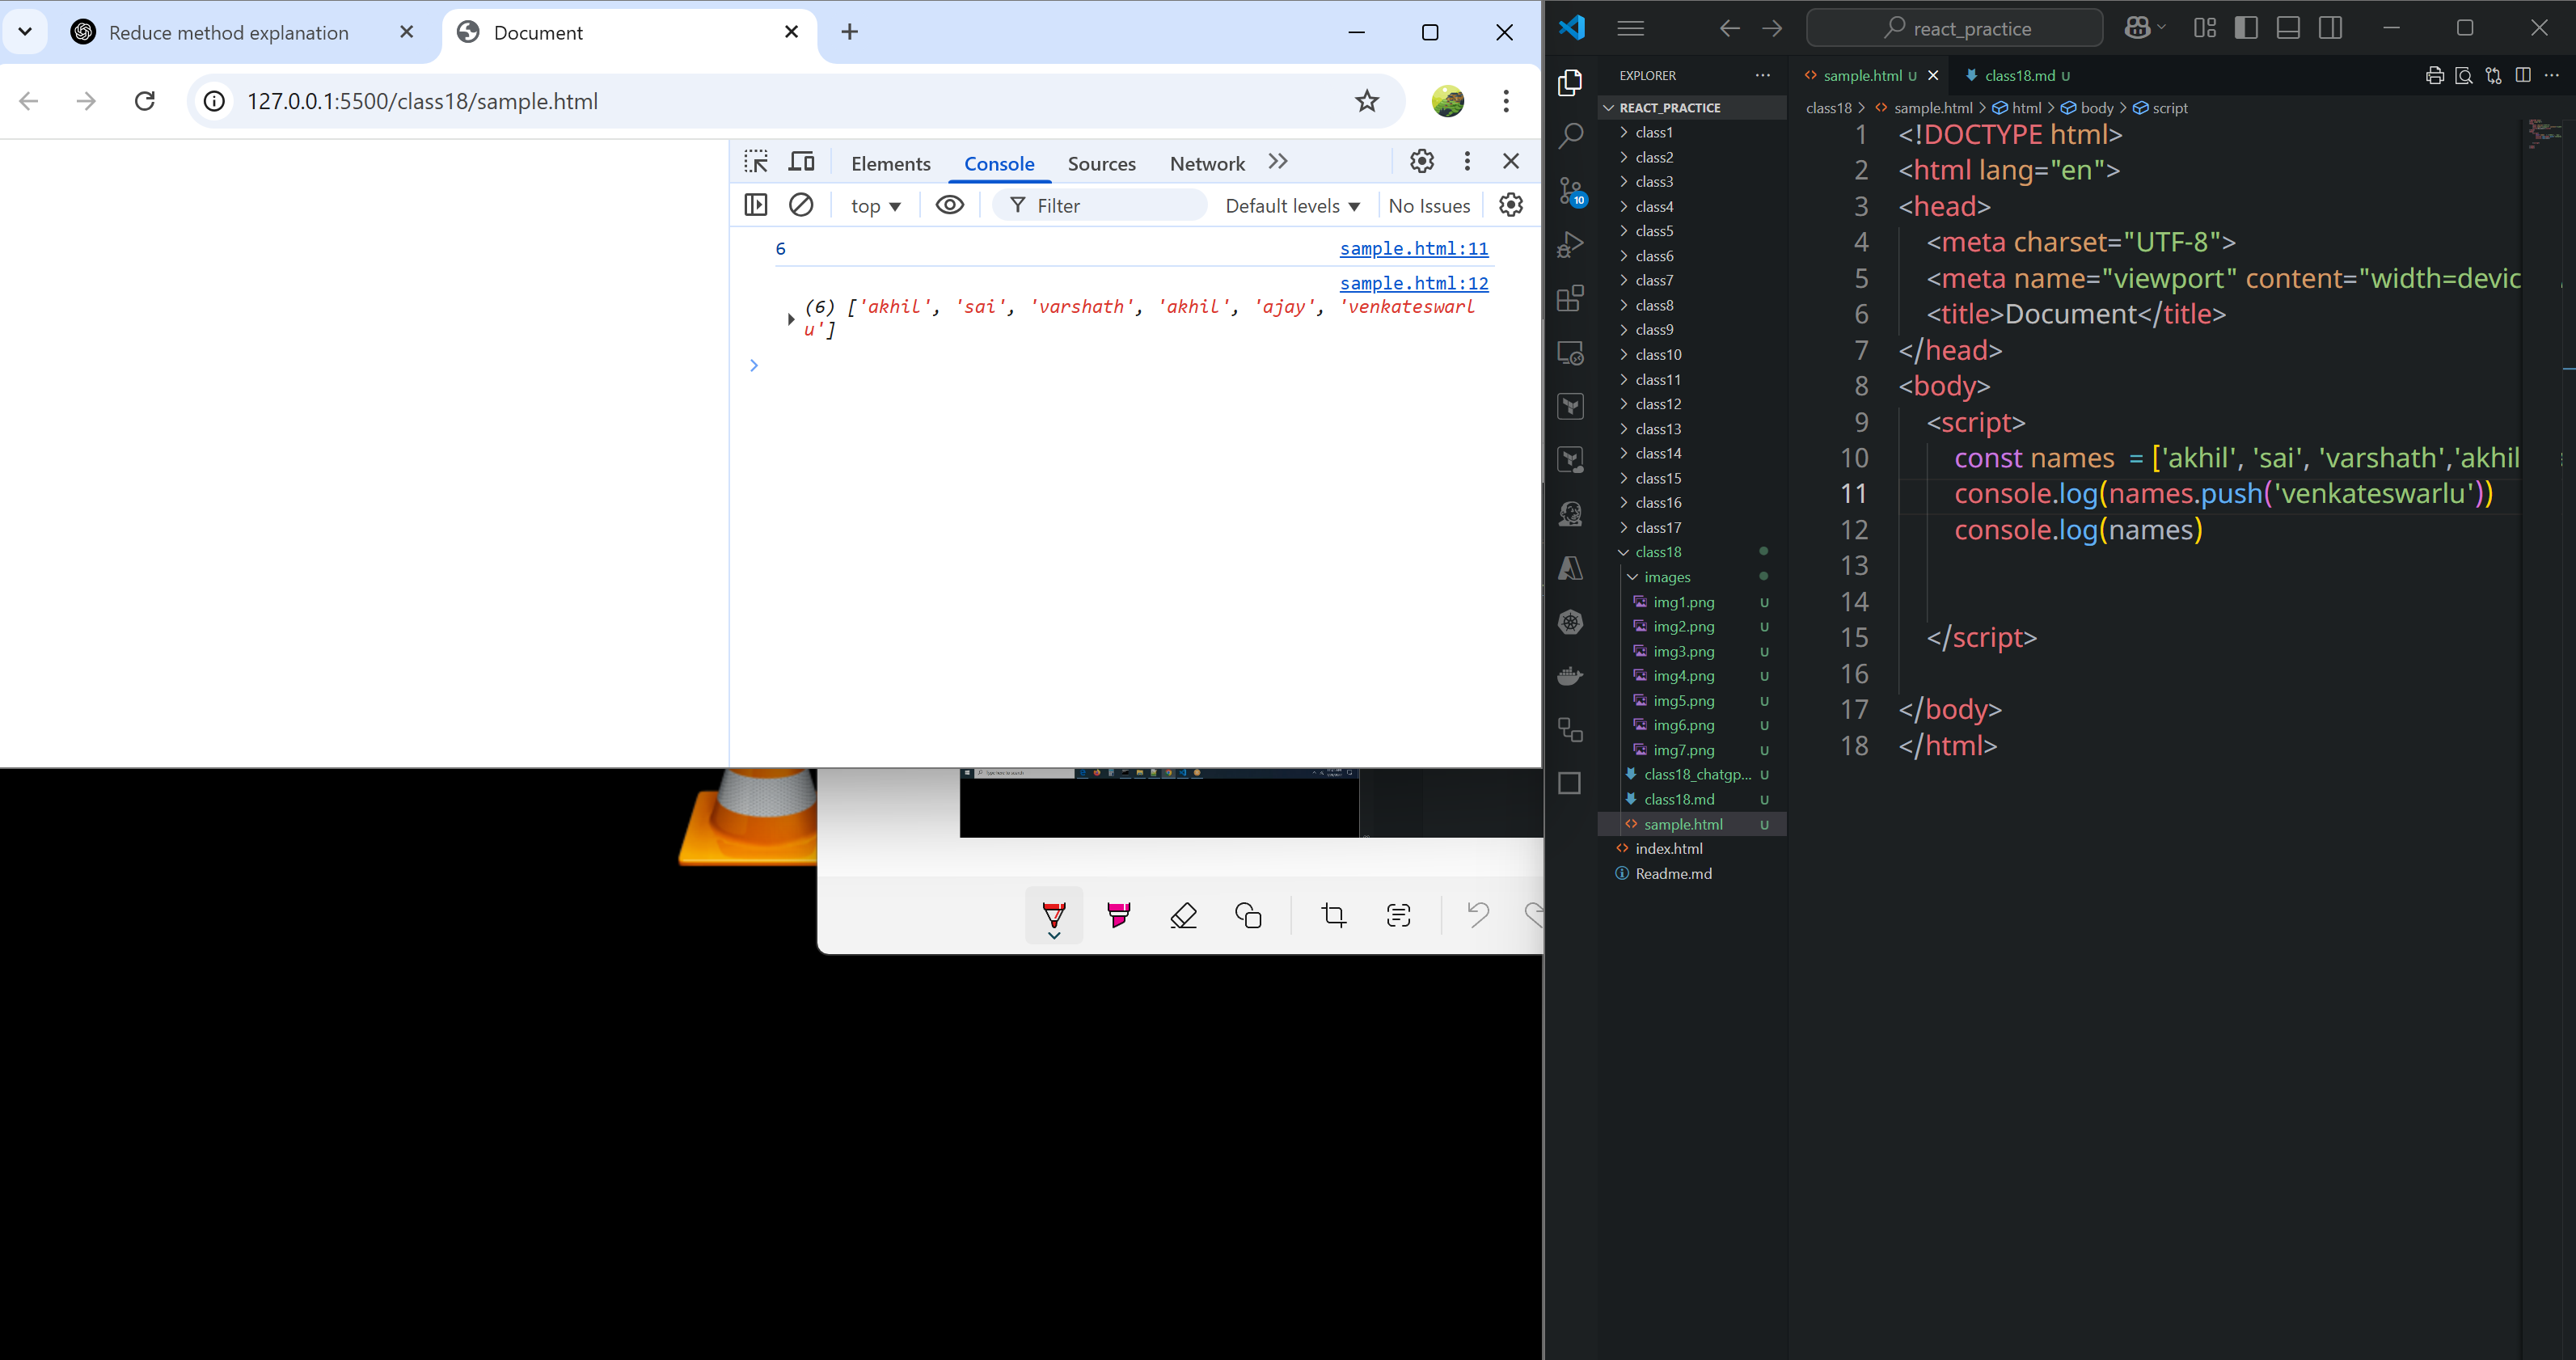 Reduce method explanation
Document
127.0.0.1:5500/class18/sample.html
Elements
Console
Sources
Network
top
Filter
Default levels
No Issues
6
sample.html:11
sample.html:12
(6) ['akhil', 'sai', 'varshath', 'akhil', 'ajay', 'venkateswarl
u']
react_practice
10
EXPLORER
REACT_PRACTICE
class1
class2
class3
class4
class5
class6
class7
class8
class9
class10
class11
class12
class13
class14
class15
class16
class17
class18
images
img1.png U
img2.png U
img3.png U
img4.png U
img5.png U
img6.png U
img7.png U
class18_chatgp... U
class18.md U
sample.html U
index.html
Readme.md
sample.html U
class18.md U
class18 > sample.html > html > body > script
1 <!DOCTYPE html>
2 <html lang="en">
3 <head>
4 <meta charset="UTF-8">
5 <meta name="viewport" content="width=devic
6 <title>Document</title>
7 </head>
8 <body>
9 <script>
10 const names = ['akhil', 'sai', 'varshath','akhil
11 console.log(names.push('venkateswarlu'))
12 console.log(names)
13
14
15 </script>
16
17 </body>
18 </html>